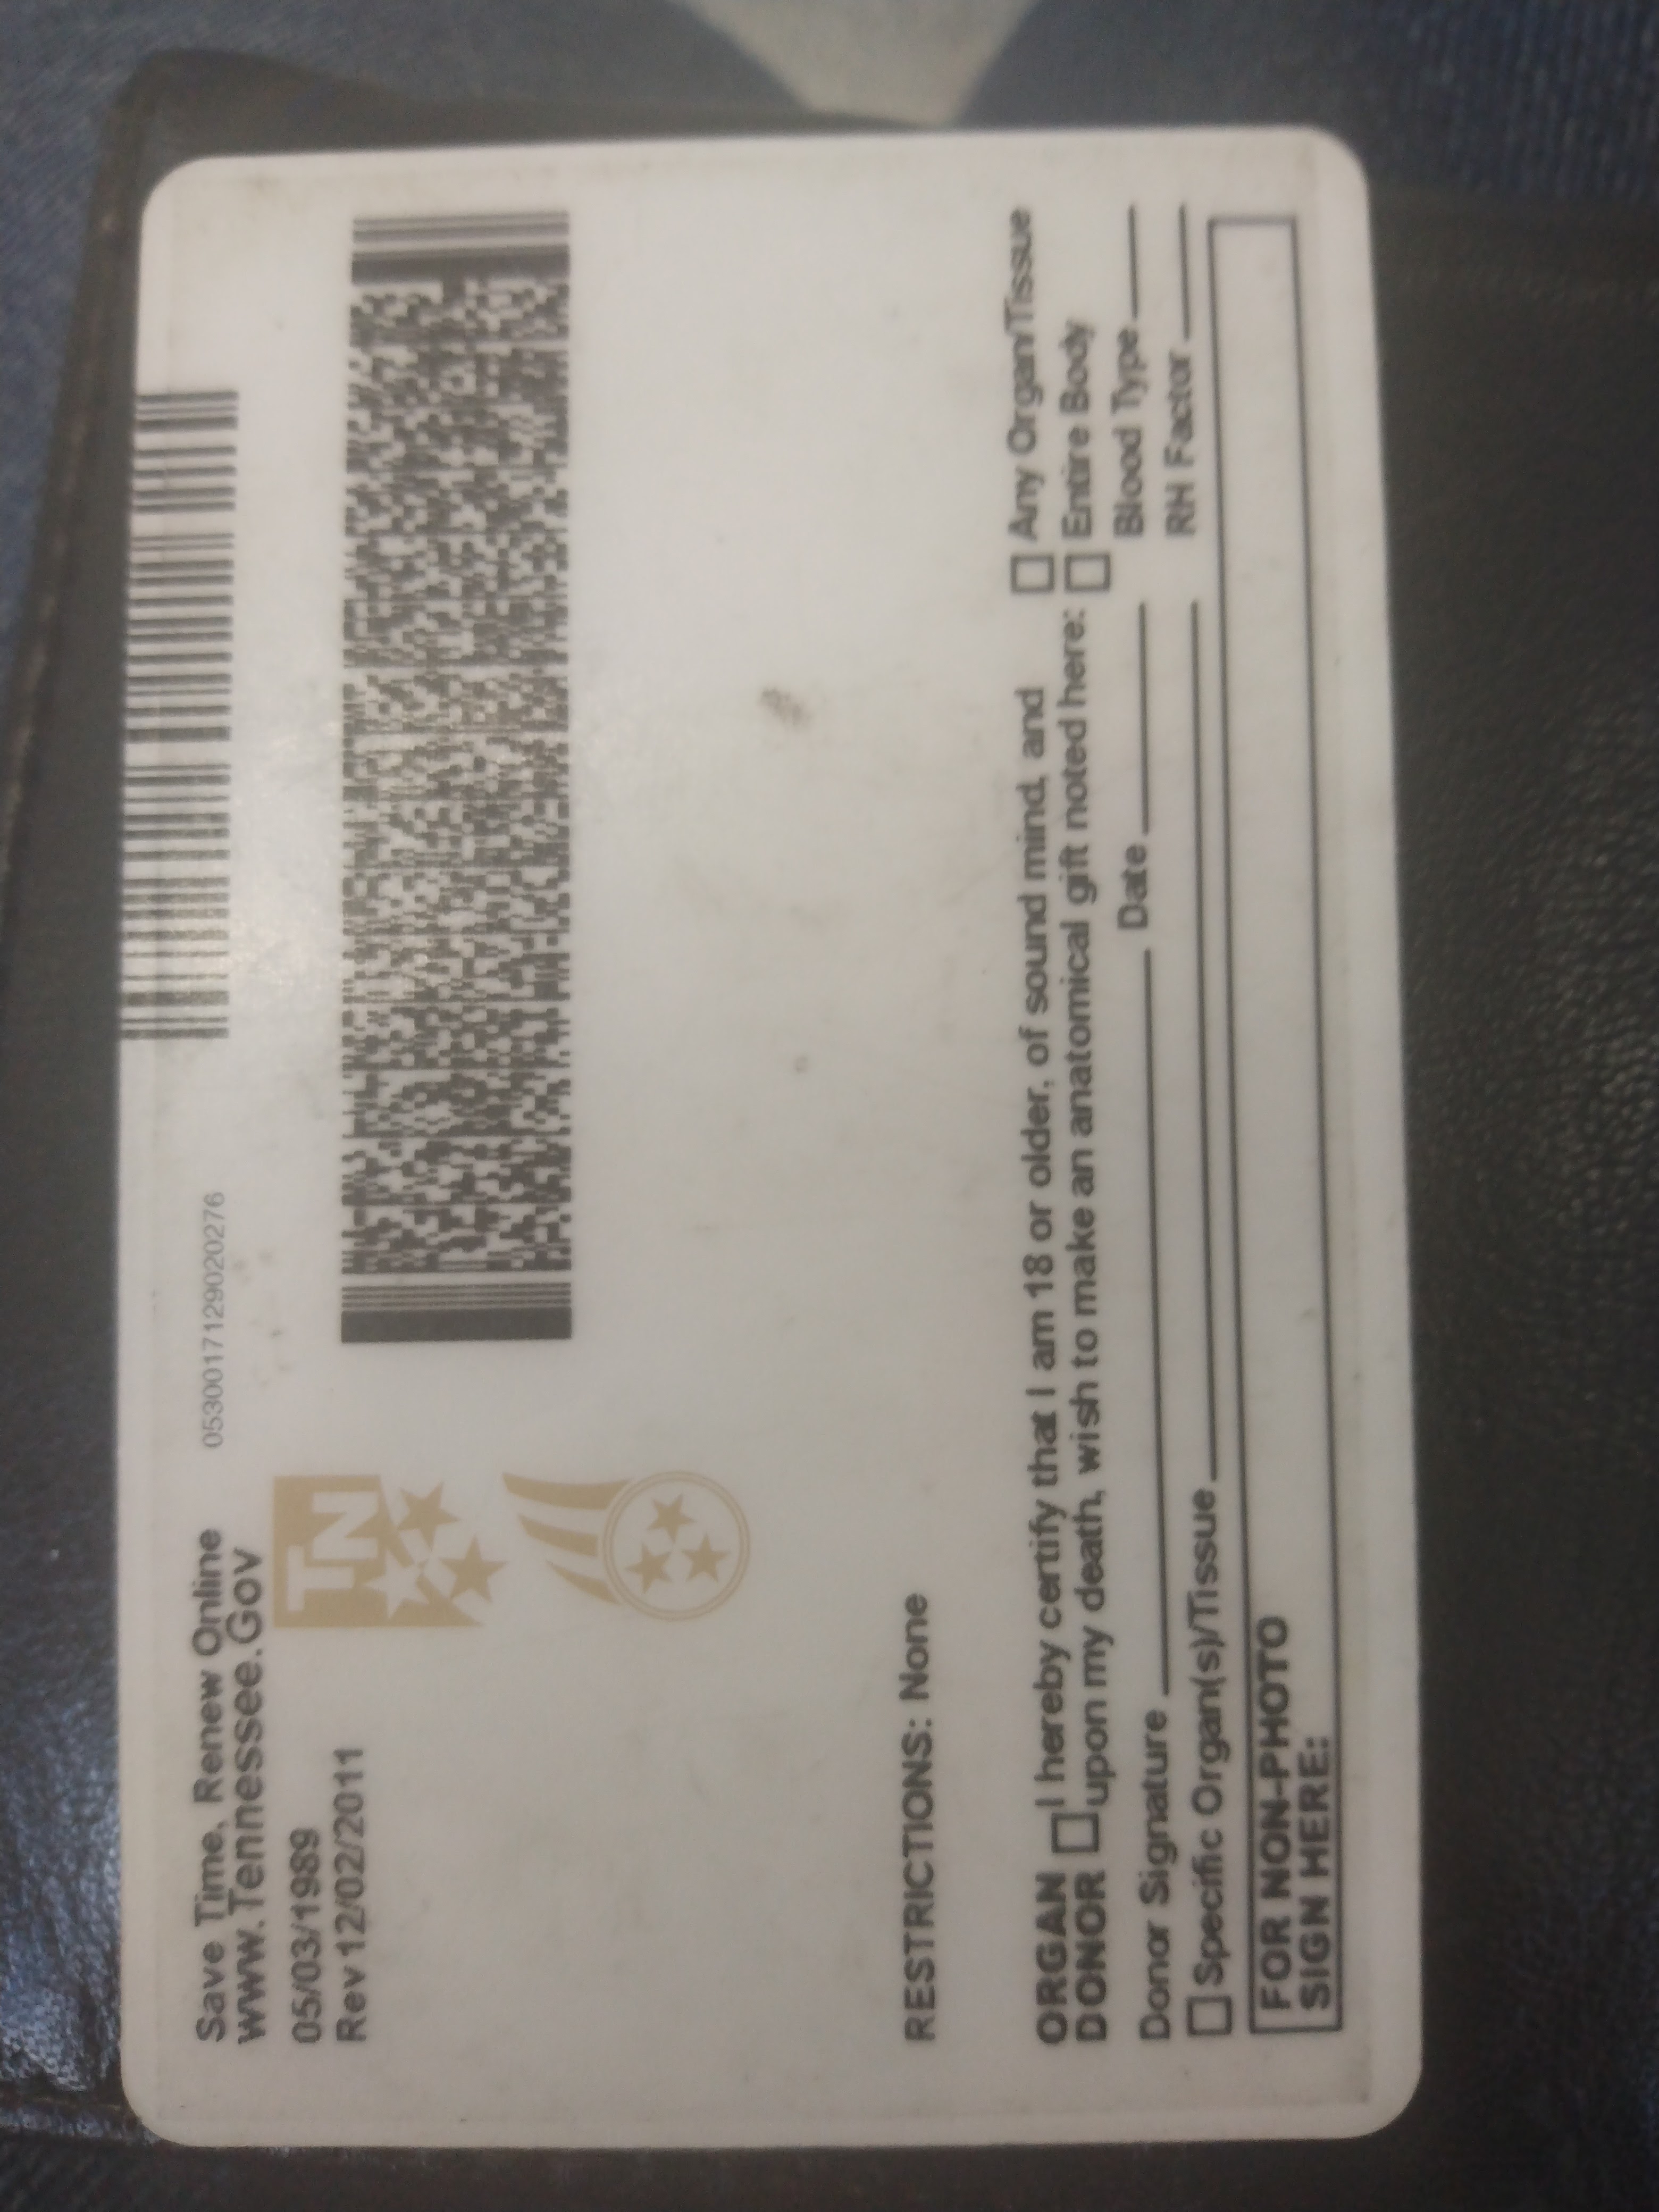 Save Time, Renew Online 05300171290020276
www.Tennessee.Gov
05/03/1989
Rev 12/02/2011
TN
RESTRICTIONS: None
ORGAN DONOR
I hereby certify that I am 18 or older, of sound mind, and
upon my death, wish to make an anatomical gift noted here:
Any Organ/Tissue
Entire Body
Donor Signature Date Blood Type
Specific Organ(s)/Tissue RH Factor
FOR NON-PHOTO
SIGN HERE: